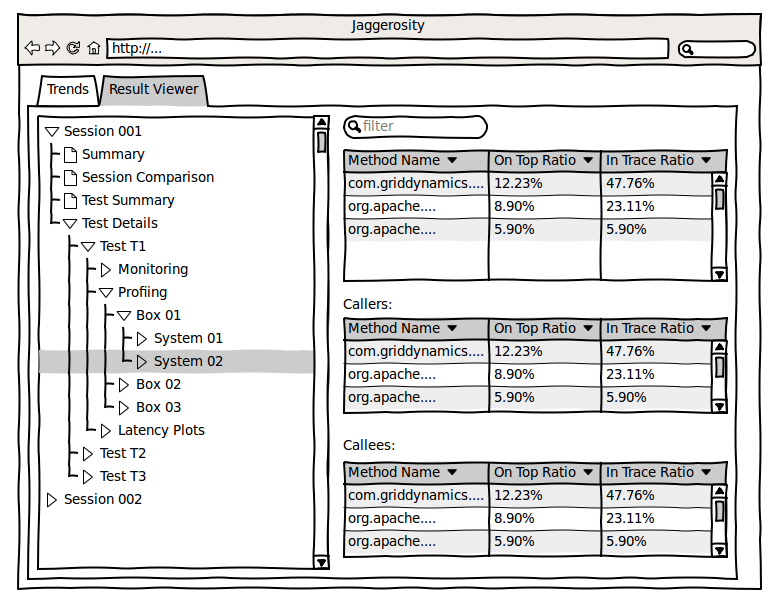 Jaggerosity
http://...
Trends
Result Viewer
Session 001
Summary
Session Comparison
Test Summary
Test Details
Test T1
Monitoring
Profiing
Box 01
System 01
System 02
Box 02
Box 03
Latency Plots
Test T2
Test T3
Session 002
filter
Method Name On Top Ratio In Trace Ratio
com.griddynamics.... 12.23% 47.76%
org.apache.... 8.90% 23.11%
org.apache.... 5.90% 5.90%
Callers:
Method Name On Top Ratio In Trace Ratio
com.griddynamics.... 12.23% 47.76%
org.apache.... 8.90% 23.11%
org.apache.... 5.90% 5.90%
Callees:
Method Name On Top Ratio In Trace Ratio
com.griddynamics.... 12.23% 47.76%
org.apache.... 8.90% 23.11%
org.apache.... 5.90% 5.90%